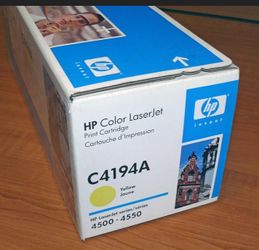 hp
invent
HP Color LaserJet
Print Cartridge
Cartouche d'Impression
hp
invent
C4194A
Yellow
Jaune
HP LaserJet series/séries
4500 · 4550